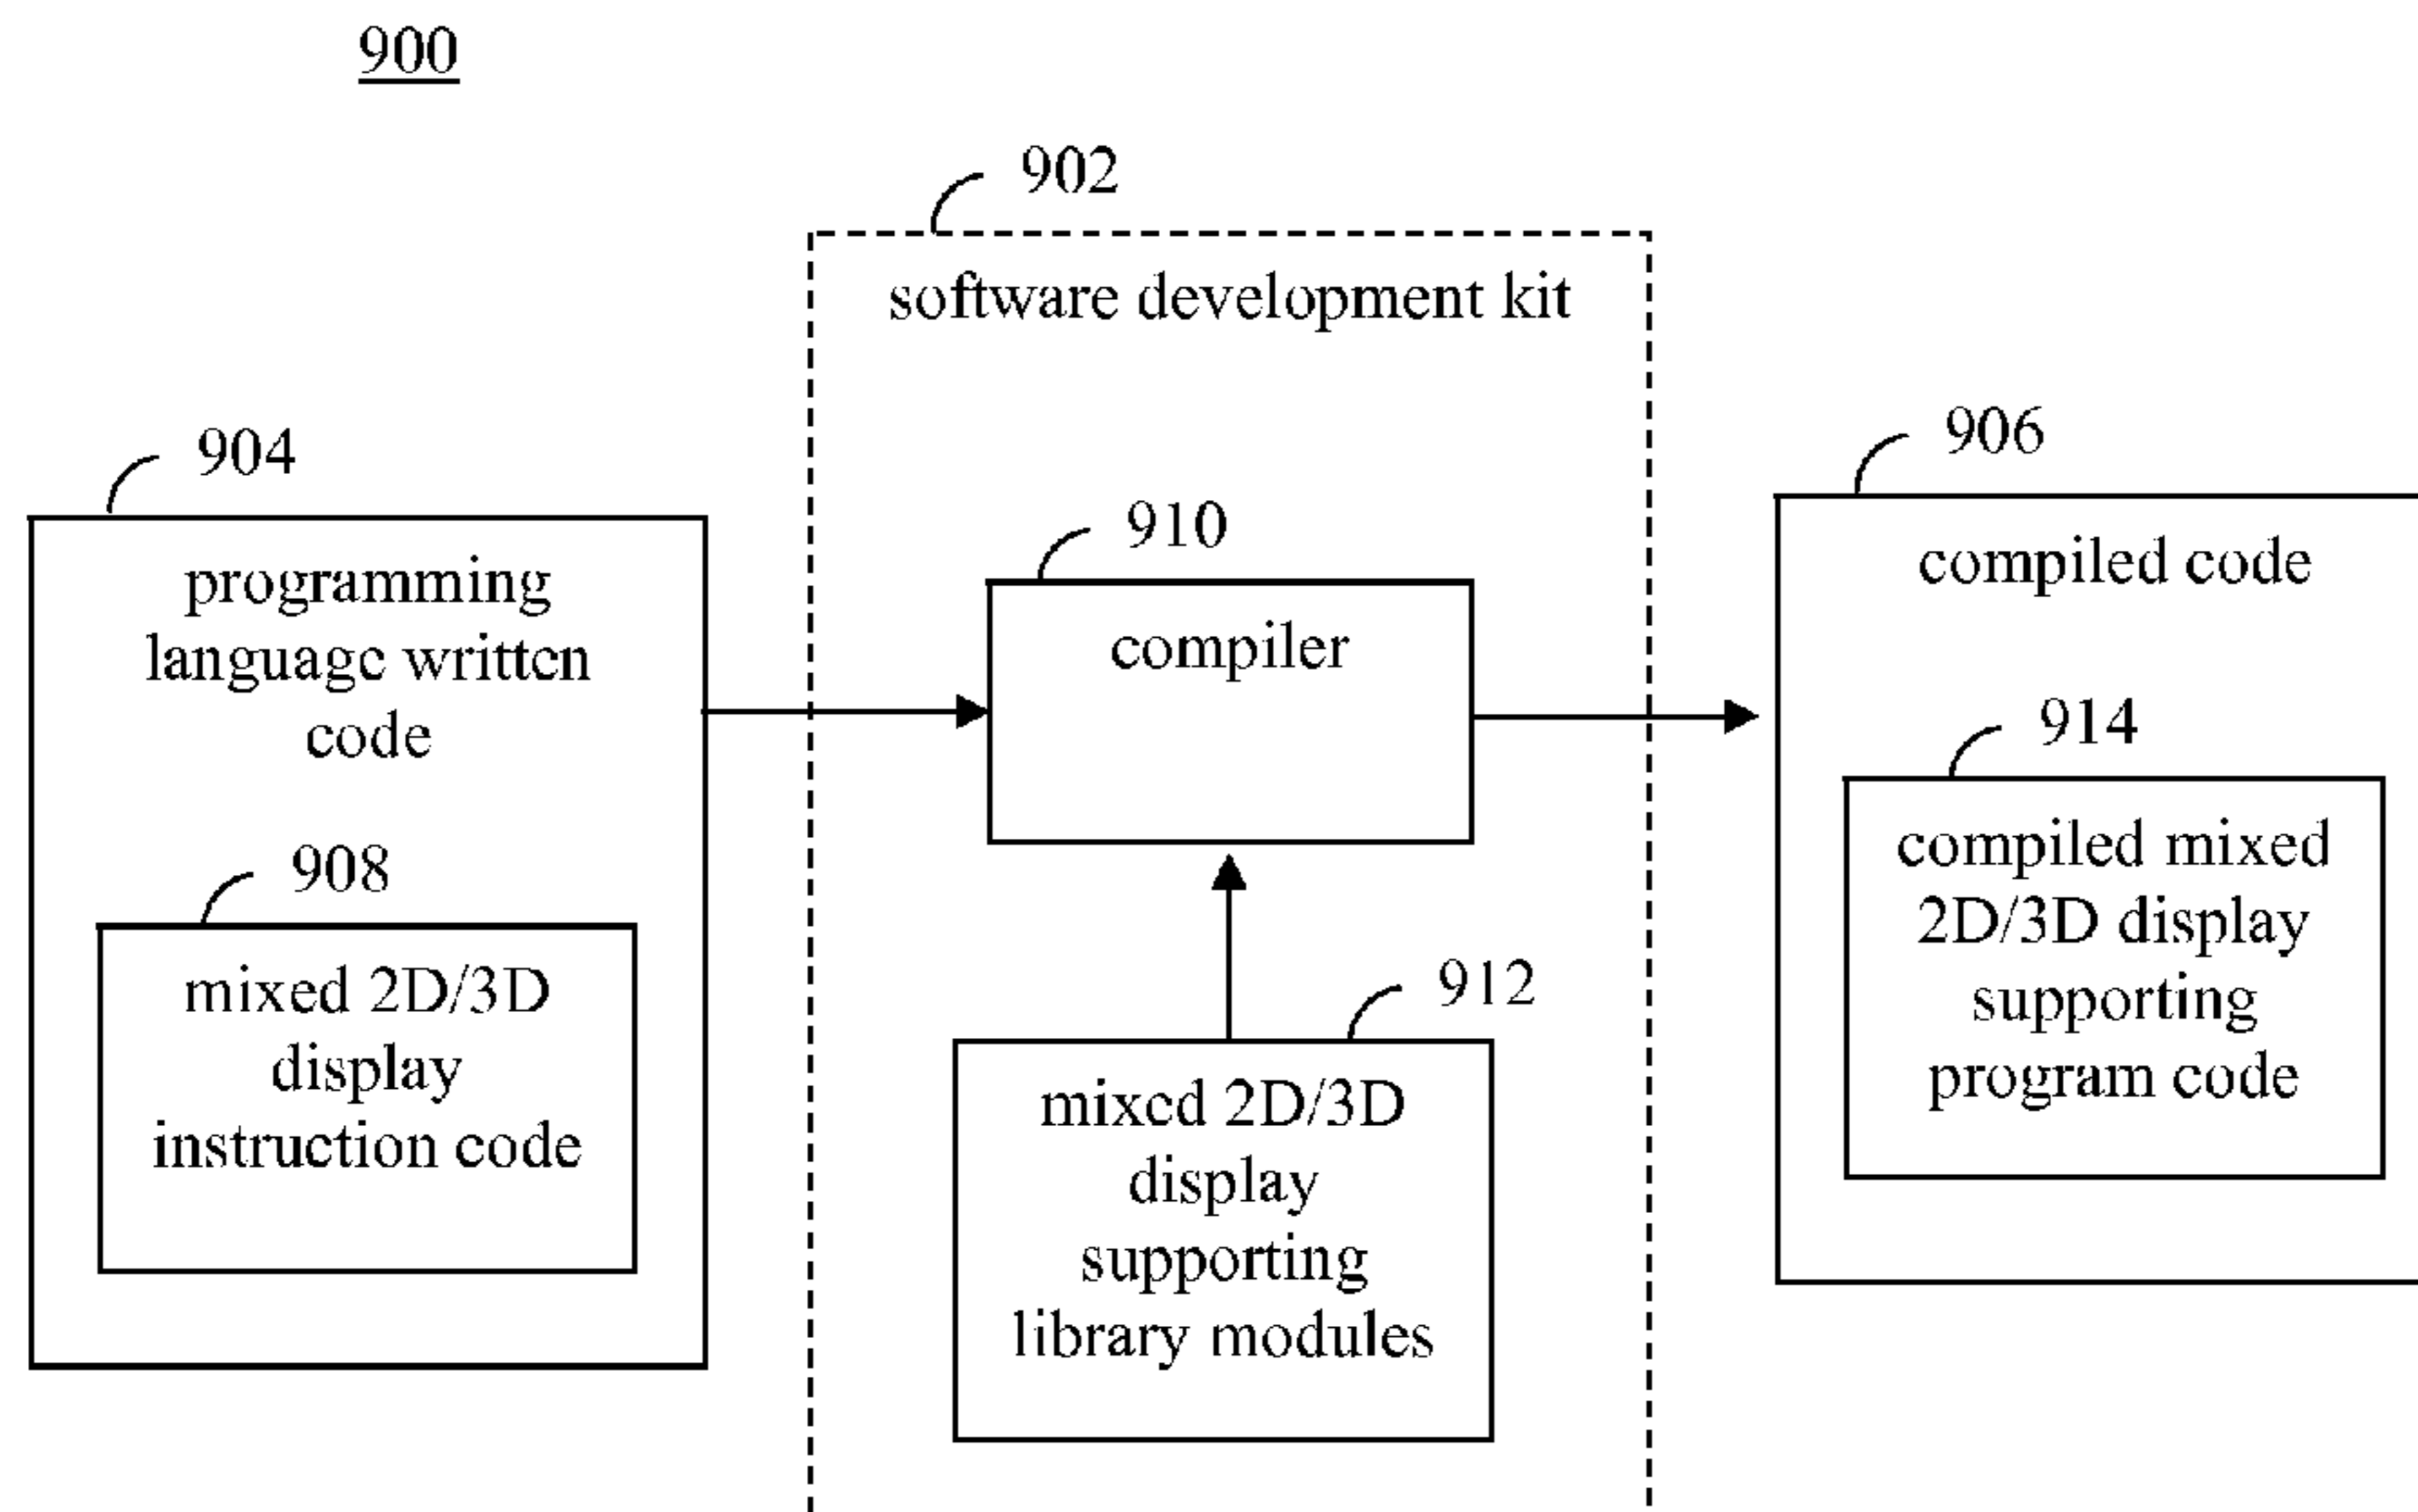 900
902
software development kit
904
programming
language written
code
908
mixed 2D/3D
display
instruction code
910
compiler
912
mixed 2D/3D
display
supporting
library modules
906
compiled code
914
compiled mixed
2D/3D display
supporting
program code